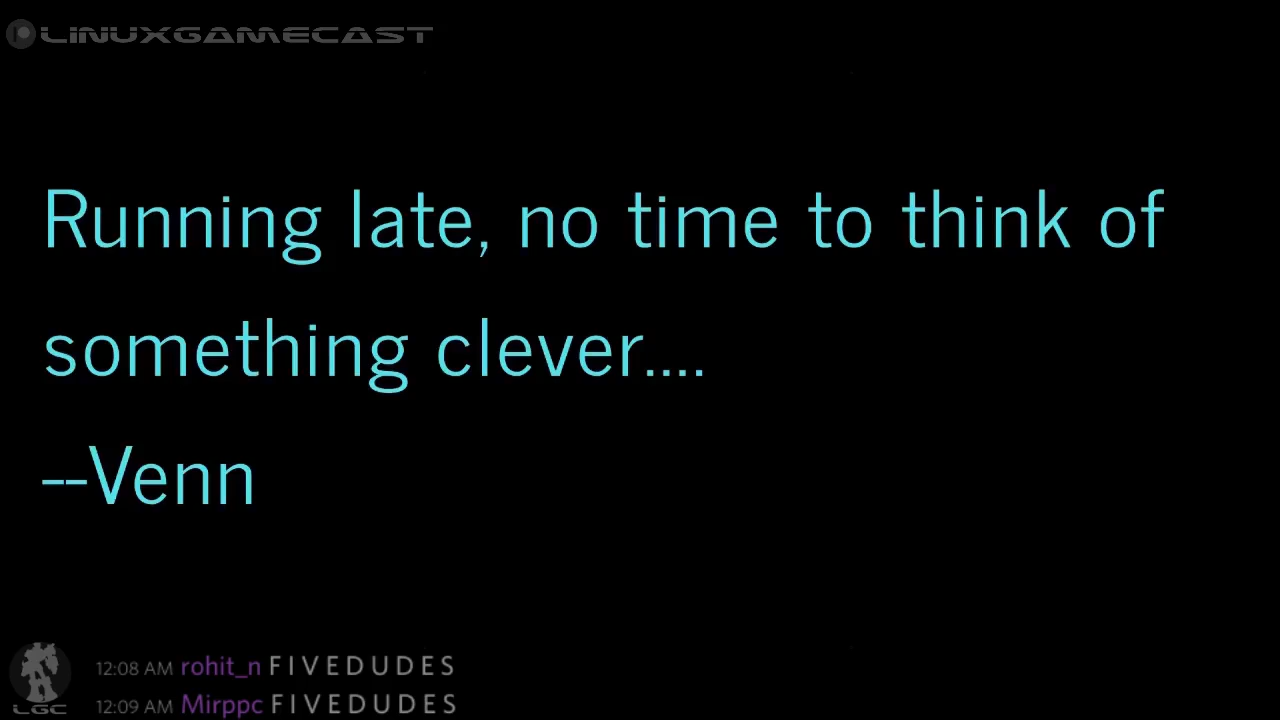 LINUXGAMECAST
Running late, no time to think of
something clever....
--Venn
12:08 AM rohit_n FIVEDUDES
12:09 AM Mirppc FIVEDUDES
LGC